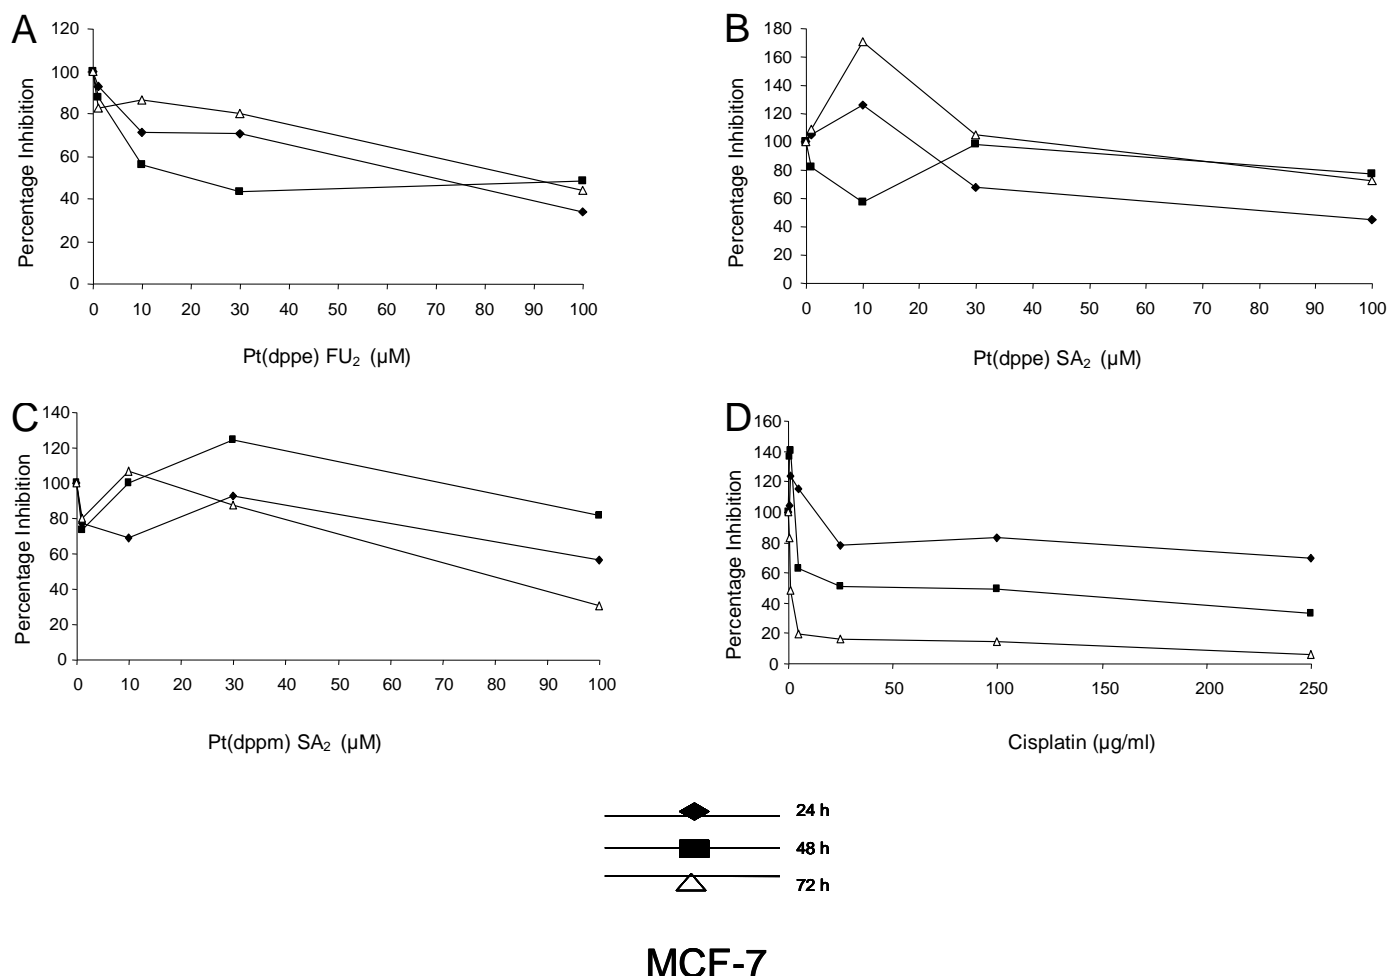 A
Percentage Inhibition
120
100
80
60
40
20
0
0 10 20 30 40 50 60 70 80 90 100
Pt(dppe) FU₂ (µM)
B
Percentage Inhibition
180
160
140
120
100
80
60
40
20
0
0 10 20 30 40 50 60 70 80 90 100
Pt(dppe) SA₂ (µM)
C
Percentage Inhibition
140
120
100
80
60
40
20
0
0 10 20 30 40 50 60 70 80 90 100
Pt(dppm) SA₂ (µM)
D
Percentage Inhibition
160
140
120
100
80
60
40
20
0
0 50 100 150 200 250
Cisplatin (µg/ml)
24 h
48 h
72 h
MCF-7